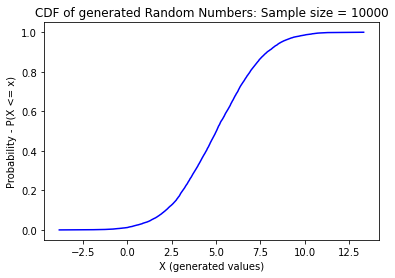 CDF of generated Random Numbers: Sample size = 10000
1.0
0.8
0.6
0.4
0.2
0.0
Probability - P(X <= x)
−2.5 0.0 2.5 5.0 7.5 10.0 12.5
X (generated values)